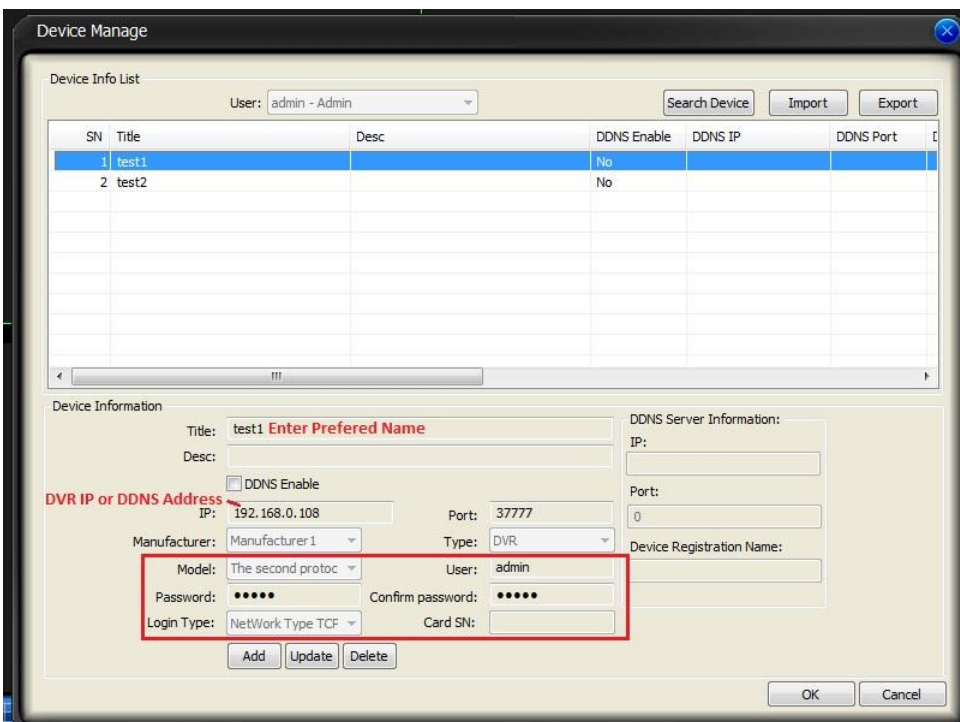 Device Manage
Device Info List
User: admin - Admin Search Device Import Export
SN Title Desc DDNS Enable DDNS IP DDNS Port
1 test1 No
2 test2 No
Device Information
Title: test1 Enter Prefered Name
Desc:
DDNS Enable
DVR IP or DDNS Address
IP: 192.168.0.108 Port: 37777
Manufacturer: Manufacturer1 Type: DVR
Model: The second protoc User: admin
Password: ●●●●● Confirm password: ●●●●●
Login Type: NetWork Type TCP Card SN:
Add Update Delete
DDNS Server Information:
IP:
Port:
0
Device Registration Name:
OK Cancel